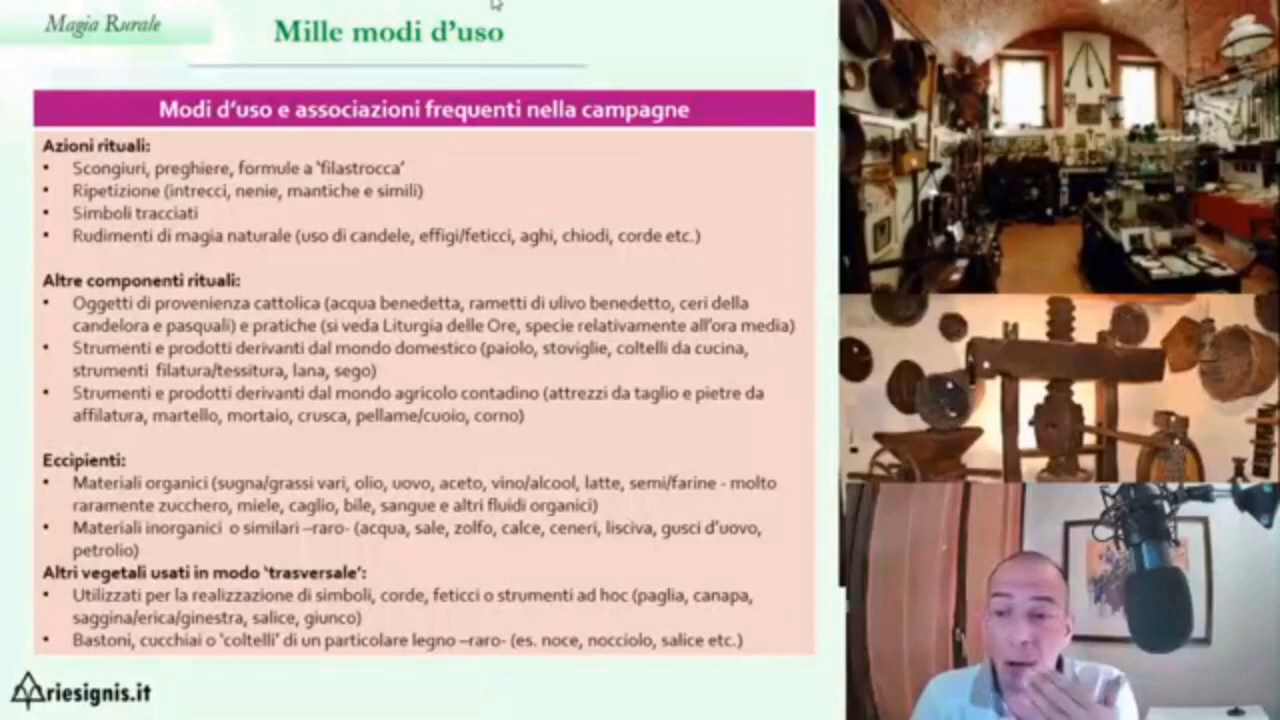 Magia Rurale
Mille modi d'uso
Modi d'uso e associazioni frequenti nella campagne
Azioni rituali:
• Scongiuri, preghiere, formule a 'filastrocca'
• Ripetizione (intrecci, nenie, mantiche e simili)
• Simboli tracciati
• Rudimenti di magia naturale (uso di candele, effigi/feticci, aghi, chiodi, corde etc.)
Altre componenti rituali:
• Oggetti di provenienza cattolica (acqua benedetta, rametti di ulivo benedetto, ceri della
candelora e pasquali) e pratiche (si veda Liturgia delle Ore, specie relativamente all'ora media)
• Strumenti e prodotti derivanti dal mondo domestico (paiolo, stoviglie, coltelli da cucina,
strumenti filatura/tessitura, lana, sego)
• Strumenti e prodotti derivanti dal mondo agricolo contadino (attrezzi da taglio e pietre da
affilatura, martello, mortaio, crusca, pellame/cuoio, corno)
Eccipienti:
• Materiali organici (sugna/grassi vari, olio, uovo, aceto, vino/alcool, latte, semi/farine - molto
raramente zucchero, miele, caglio, bile, sangue e altri fluidi organici)
• Materiali inorganici o similari –raro- (acqua, sale, zolfo, calce, ceneri, lisciva, gusci d'uovo,
petrolio)
Altri vegetali usati in modo 'trasversale':
• Utilizzati per la realizzazione di simboli, corde, feticci o strumenti ad hoc (paglia, canapa,
saggina/erica/ginestra, salice, giunco)
• Bastoni, cucchiai o 'coltelli' di un particolare legno –raro- (es. noce, nocciolo, salice etc.)
Ariesignis.it